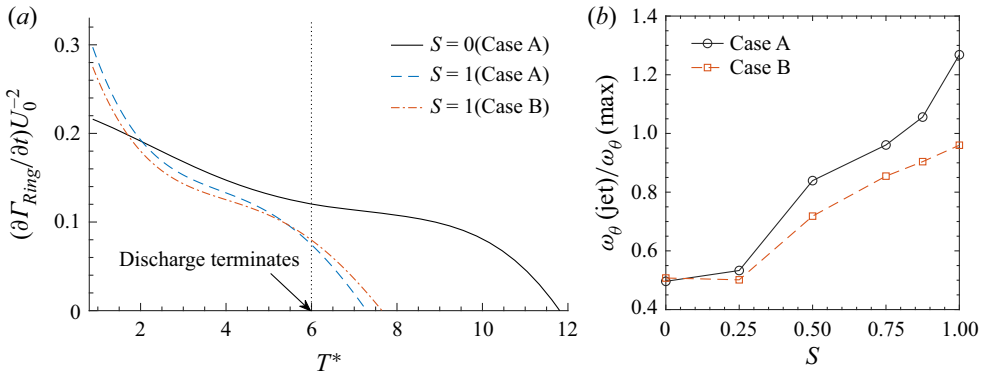 (a)
0.3
0.2
0.1
0
(∂Γ_Ring/∂t)U_0^{-2}
S = 0(Case A)
S = 1(Case A)
S = 1(Case B)
Discharge terminates
2 4 6 8 10 12
T*
(b)
1.4
1.2
1.0
0.8
0.6
0.4
ω_θ (jet)/ω_θ (max)
Case A
Case B
0 0.25 0.50 0.75 1.00
S